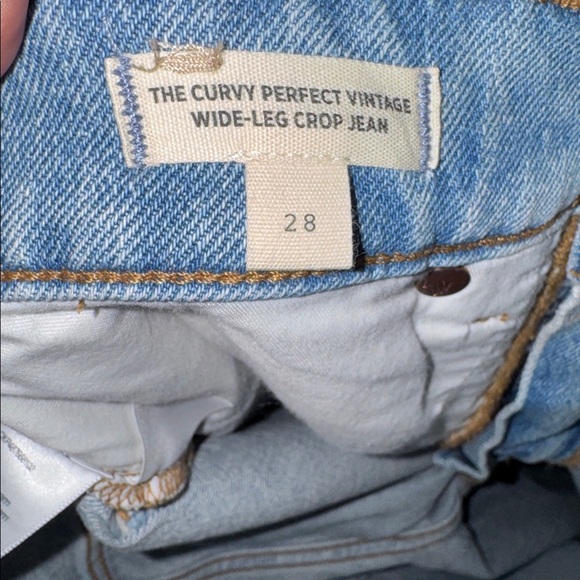 THE CURVY PERFECT VINTAGE
WIDE-LEG CROP JEAN
28